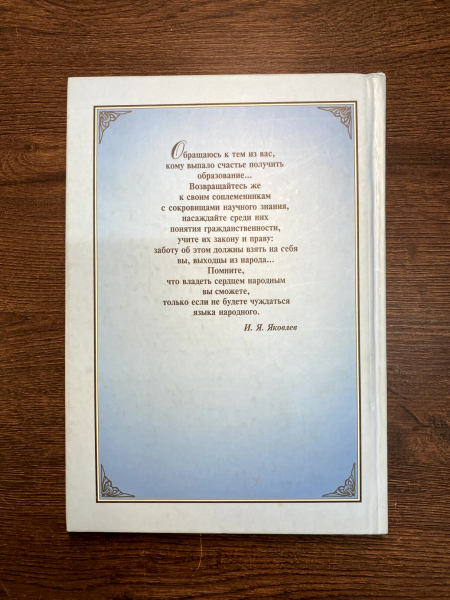 Обращаюсь к тем из вас,
кому выпало счастье получить
образование...
Возвращайтесь же
к своим соплеменникам
с сокровищами научного знания,
насаждайте среди них
понятия гражданственности,
учите их закону и праву:
заботу об этом должны взять на себя
вы, выходцы из народа...
Помните,
что владеть сердцем народным
вы сможете,
только если не будете чуждаться
языка народного.
И. Я. Яковлев